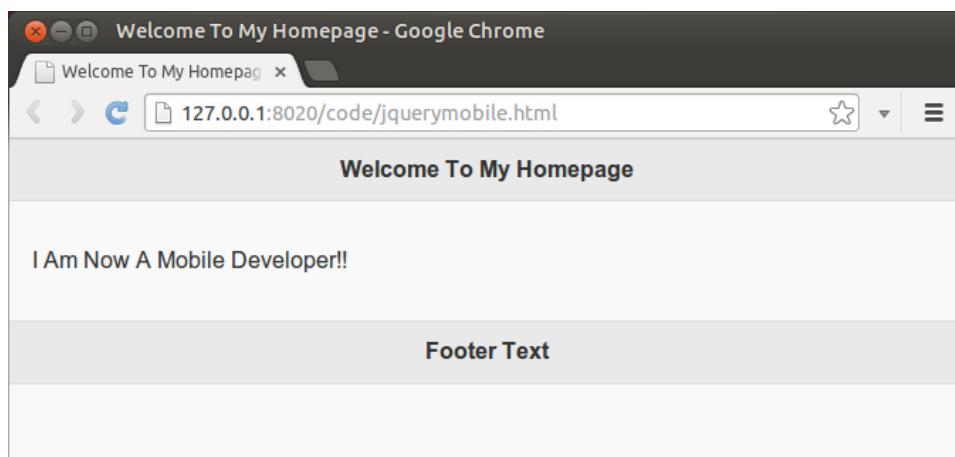 Welcome To My Homepage - Google Chrome
Welcome To My Homepag
127.0.0.1:8020/code/jquerymobile.html
Welcome To My Homepage
I Am Now A Mobile Developer!!
Footer Text